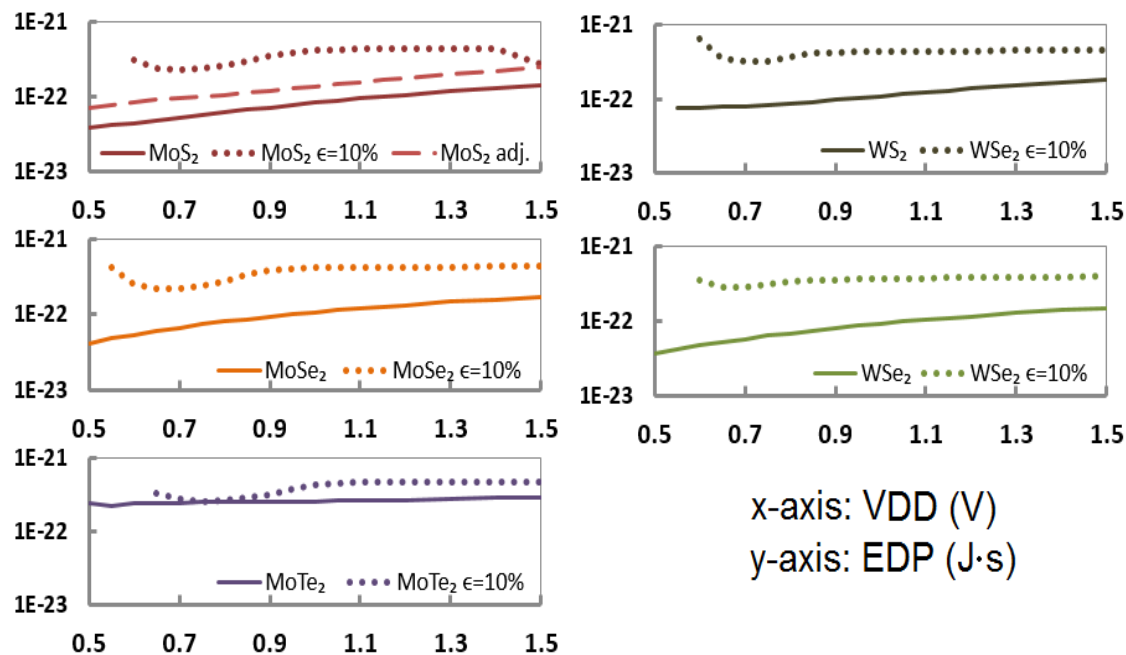 1E-21
1E-22
1E-23
MoS₂ MoS₂ ϵ=10% MoS₂ adj.
0.5 0.7 0.9 1.1 1.3 1.5
1E-21
1E-22
1E-23
WS₂ WSe₂ ϵ=10%
0.5 0.7 0.9 1.1 1.3 1.5
1E-21
1E-22
1E-23
MoSe₂ MoSe₂ ϵ=10%
0.5 0.7 0.9 1.1 1.3 1.5
1E-21
1E-22
1E-23
WSe₂ WSe₂ ϵ=10%
0.5 0.7 0.9 1.1 1.3 1.5
1E-21
1E-22
1E-23
MoTe₂ MoTe₂ ϵ=10%
0.5 0.7 0.9 1.1 1.3 1.5
x-axis: VDD (V)
y-axis: EDP (J·s)